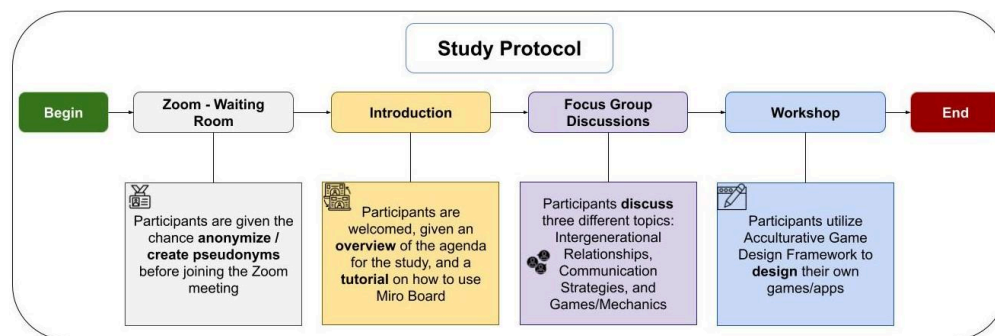 Study Protocol
Begin
Zoom - Waiting
Room
Introduction
Focus Group
Discussions
Workshop
End
Participants are given the
chance anonymize /
create pseudonyms
before joining the Zoom
meeting
Participants are
welcomed, given an
overview of the agenda
for the study, and a
tutorial on how to use
Miro Board
Participants discuss
three different topics:
Intergenerational
Relationships,
Communication
Strategies, and
Games/Mechanics
Participants utilize
Acculturative Game
Design Framework to
design their own
games/apps